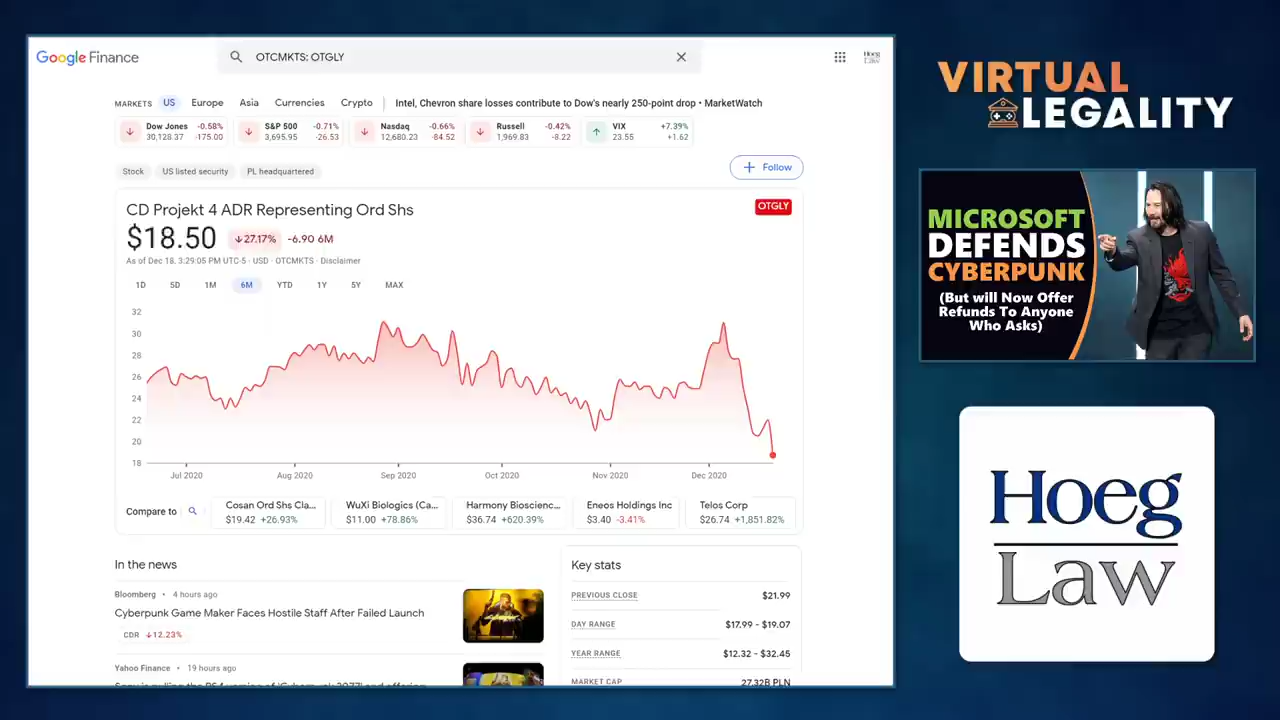 Google Finance
OTCMKTS: OTGLY
Hoeg
Law
MARKETS US Europe Asia Currencies Crypto Intel, Chevron share losses contribute to Dow's nearly 250-point drop • MarketWatch
Dow Jones -0.58%
30,128.37 -175.00
S&P 500 -0.71%
3,695.95 -26.53
Nasdaq -0.66%
12,680.23 -84.52
Russell -0.42%
1,969.83 -8.22
VIX +7.39%
23.55 +1.62
Stock US listed security PL headquartered
Follow
CD Projekt 4 ADR Representing Ord Shs
OTGLY
$18.50 ↓27.17% -6.90 6M
As of Dec 18, 3:29:05 PM UTC-5 · USD · OTCMKTS · Disclaimer
1D 5D 1M 6M YTD 1Y 5Y MAX
32
30
28
26
24
22
20
18
Jul 2020 Aug 2020 Sep 2020 Oct 2020 Nov 2020 Dec 2020
Compare to
Cosan Ord Shs Cla...
$19.42 +26.93%
WuXi Biologics (Ca...
$11.00 +78.86%
Harmony Bioscienc...
$36.74 +620.39%
Eneos Holdings Inc
$3.40 -3.41%
Telos Corp
$26.74 +1,851.82%
In the news
Bloomberg • 4 hours ago
Cyberpunk Game Maker Faces Hostile Staff After Failed Launch
CDR ↓12.23%
Yahoo Finance • 19 hours ago
Key stats
PREVIOUS CLOSE $21.99
DAY RANGE $17.99 - $19.07
YEAR RANGE $12.32 - $32.45
MARKET CAP 27.32B PLN
VIRTUAL
LEGALITY
MICROSOFT
DEFENDS
CYBERPUNK
(But will Now Offer
Refunds To Anyone
Who Asks)
Hoeg
Law